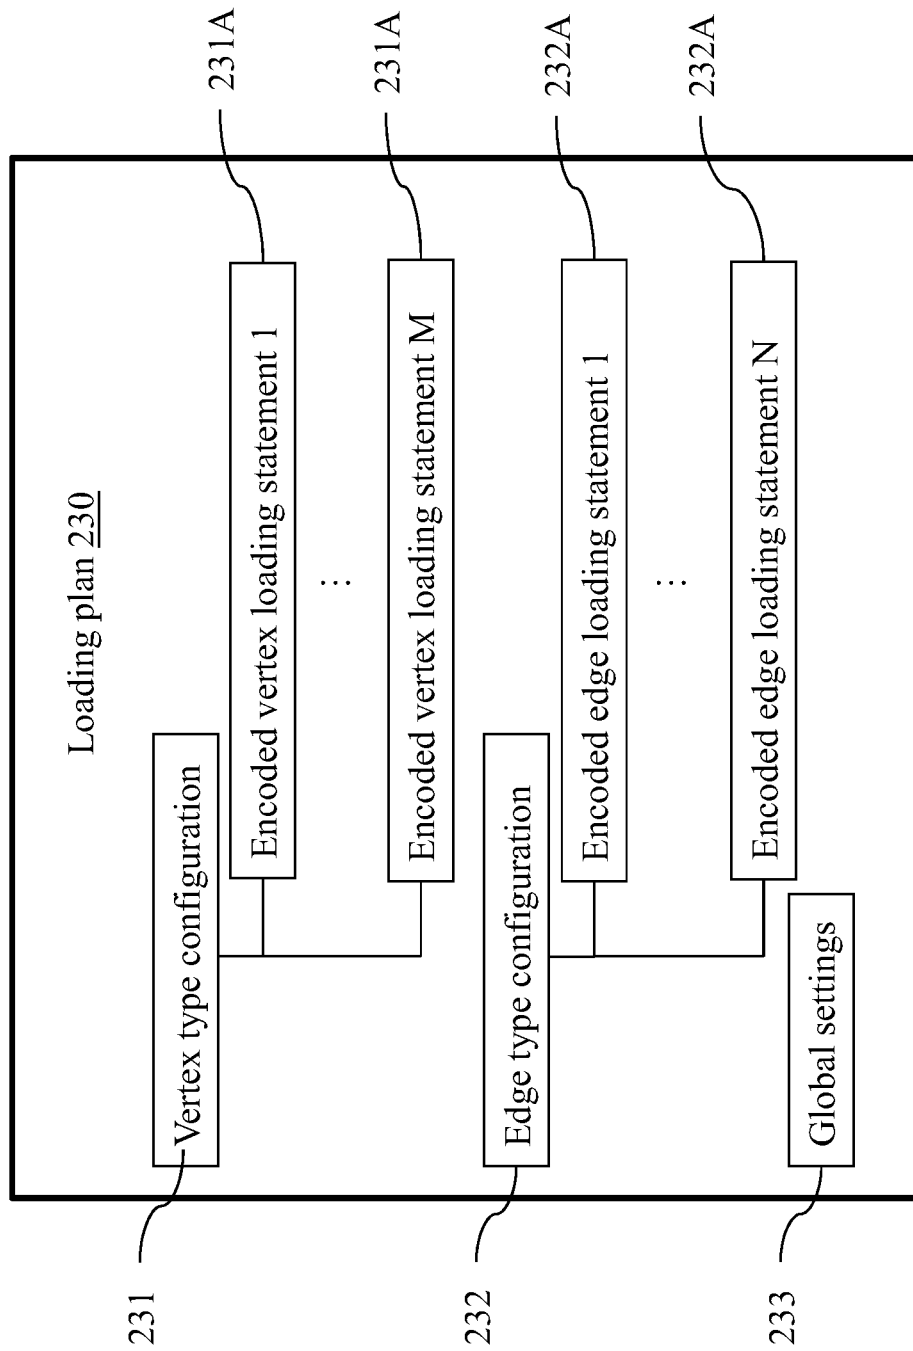 Loading plan 230
231
Vertex type configuration
Encoded vertex loading statement 1
231A
...
Encoded vertex loading statement M
231A
232
Edge type configuration
Encoded edge loading statement 1
232A
...
Encoded edge loading statement N
232A
233
Global settings